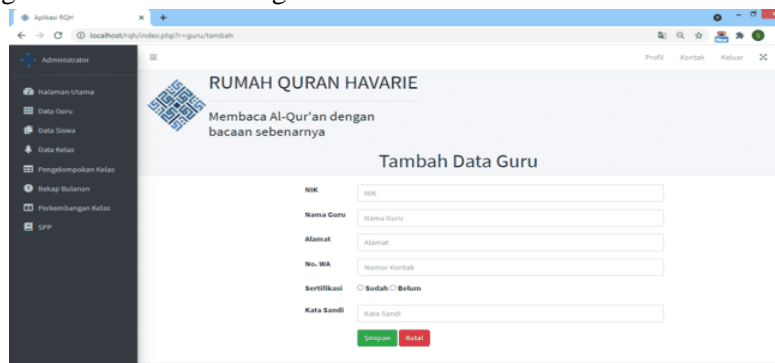 Aplikasi RQH
localhost/rqh/index.php?r=guru/tambah
Administrator
Profil Kontak Keluar
Halaman Utama
Data Guru
Data Siswa
Data Kelas
Pengelompokan Kelas
Rekap Bulanan
Perkembangan Kelas
SPP
RUMAH QURAN HAVARIE
Membaca Al-Qur'an dengan
bacaan sebenarnya
Tambah Data Guru
NIK NIK
Nama Guru Nama Guru
Alamat Alamat
No. WA Nomor Kontak
Sertifikasi Sudah Belum
Kata Sandi Kata Sandi
Simpan Batal